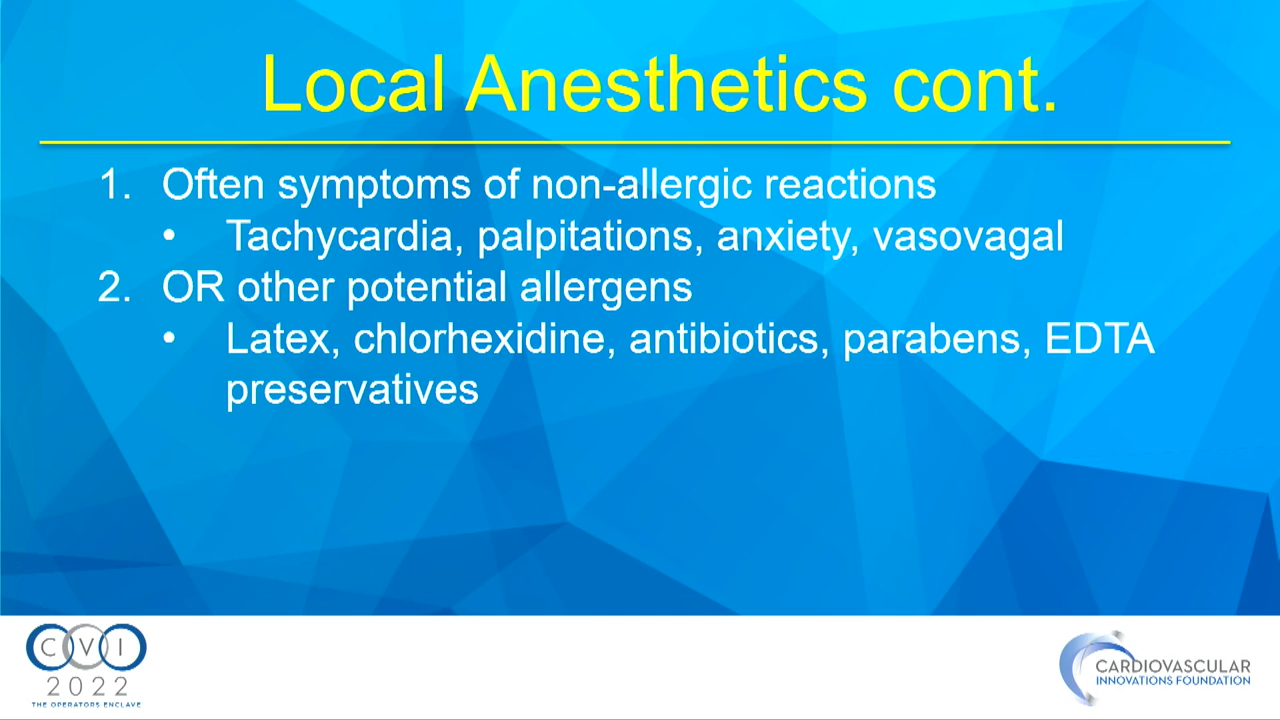 Local Anesthetics cont.
1. Often symptoms of non-allergic reactions
• Tachycardia, palpitations, anxiety, vasovagal
2. OR other potential allergens
• Latex, chlorhexidine, antibiotics, parabens, EDTA
preservatives
CVI
2022
THE OPERATORS ENCLAVE
CARDIOVASCULAR
INNOVATIONS FOUNDATION